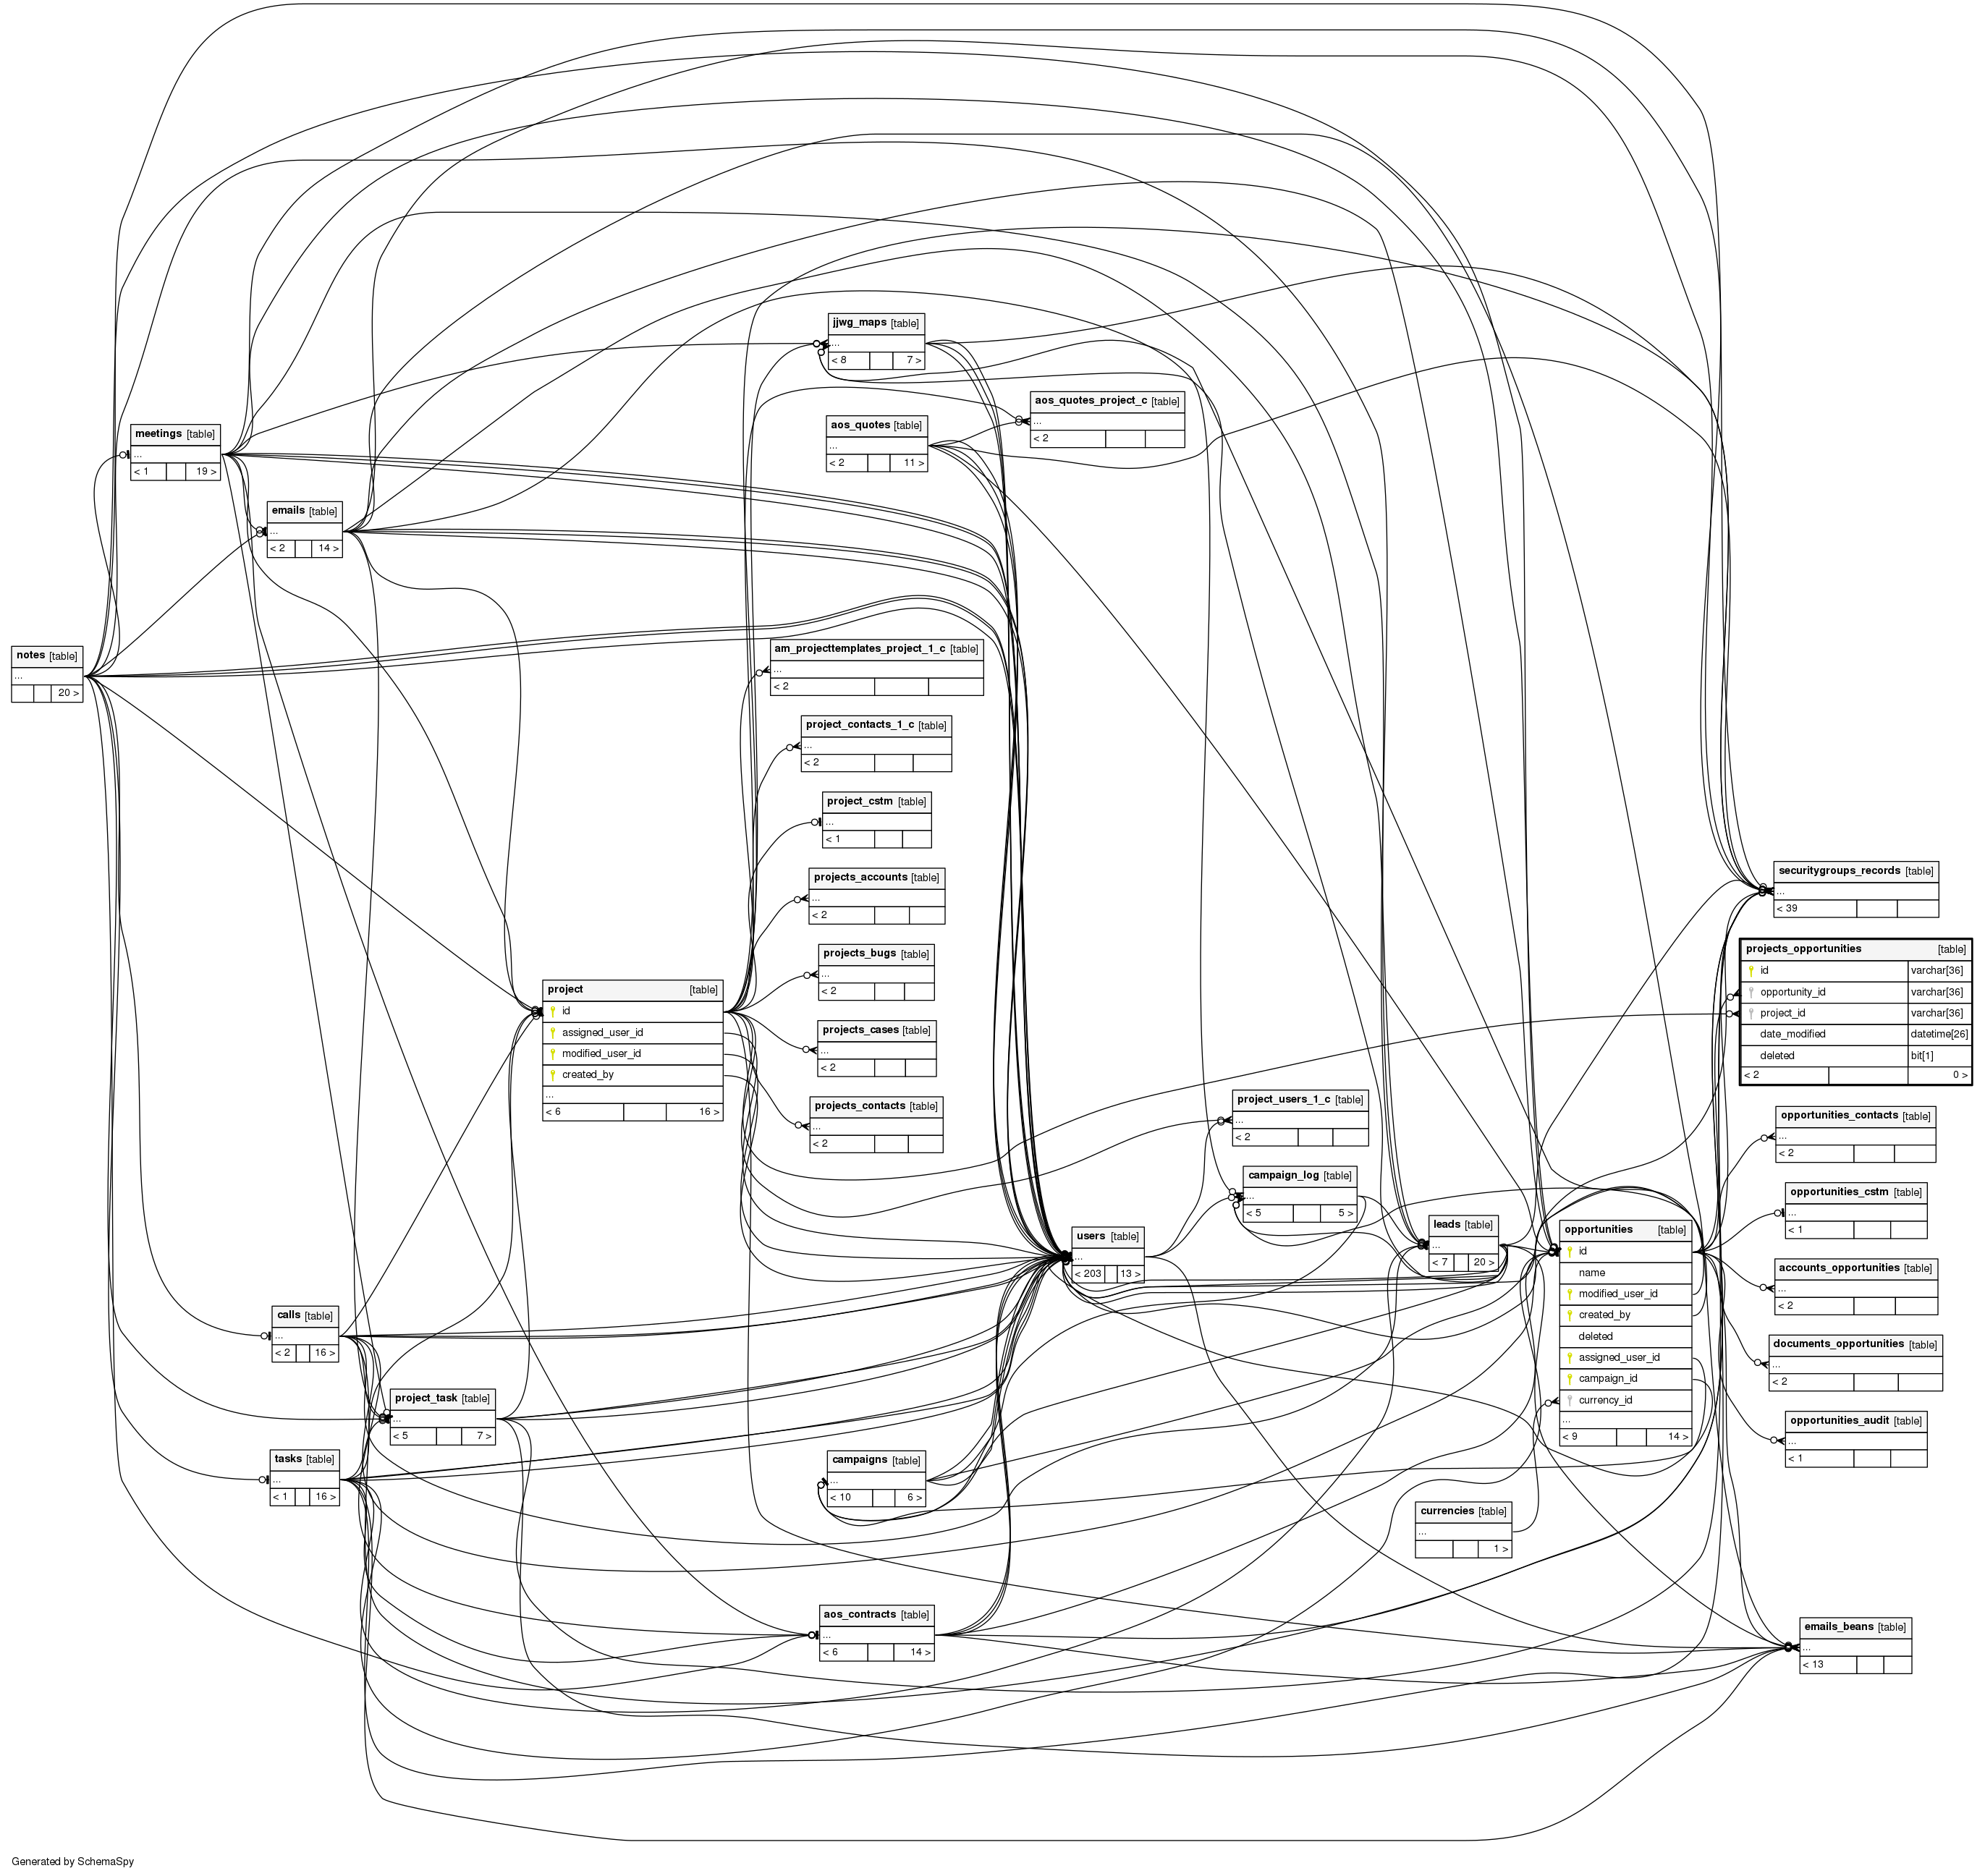 jjwg_maps [table]
...
< 8 7 >
aos_quotes_project_c [table]
...
< 2
aos_quotes [table]
...
< 2 11 >
meetings [table]
...
< 1 19 >
emails [table]
...
< 2 14 >
notes [table]
...
20 >
am_projecttemplates_project_1_c [table]
...
< 2
project_contacts_1_c [table]
...
< 2
project_cstm [table]
...
< 1
projects_accounts [table]
...
< 2
projects_bugs [table]
...
< 2
projects_cases [table]
...
< 2
projects_contacts [table]
...
< 2
project [table]
id
assigned_user_id
modified_user_id
created_by
...
< 6 16 >
securitygroups_records [table]
...
< 39
projects_opportunities [table]
id varchar[36]
opportunity_id varchar[36]
project_id varchar[36]
date_modified datetime[26]
deleted bit[1]
< 2 0 >
project_users_1_c [table]
...
< 2
campaign_log [table]
...
< 5 5 >
users [table]
...
< 203 13 >
leads [table]
...
< 7 20 >
opportunities [table]
id
name
modified_user_id
created_by
deleted
assigned_user_id
campaign_id
currency_id
...
< 9 14 >
opportunities_contacts [table]
...
< 2
opportunities_cstm [table]
...
< 1
accounts_opportunities [table]
...
< 2
documents_opportunities [table]
...
< 2
opportunities_audit [table]
...
< 1
calls [table]
...
< 2 16 >
project_task [table]
...
< 5 7 >
tasks [table]
...
< 1 16 >
campaigns [table]
...
< 10 6 >
currencies [table]
...
1 >
aos_contracts [table]
...
< 6 14 >
emails_beans [table]
...
< 13
Generated by SchemaSpy